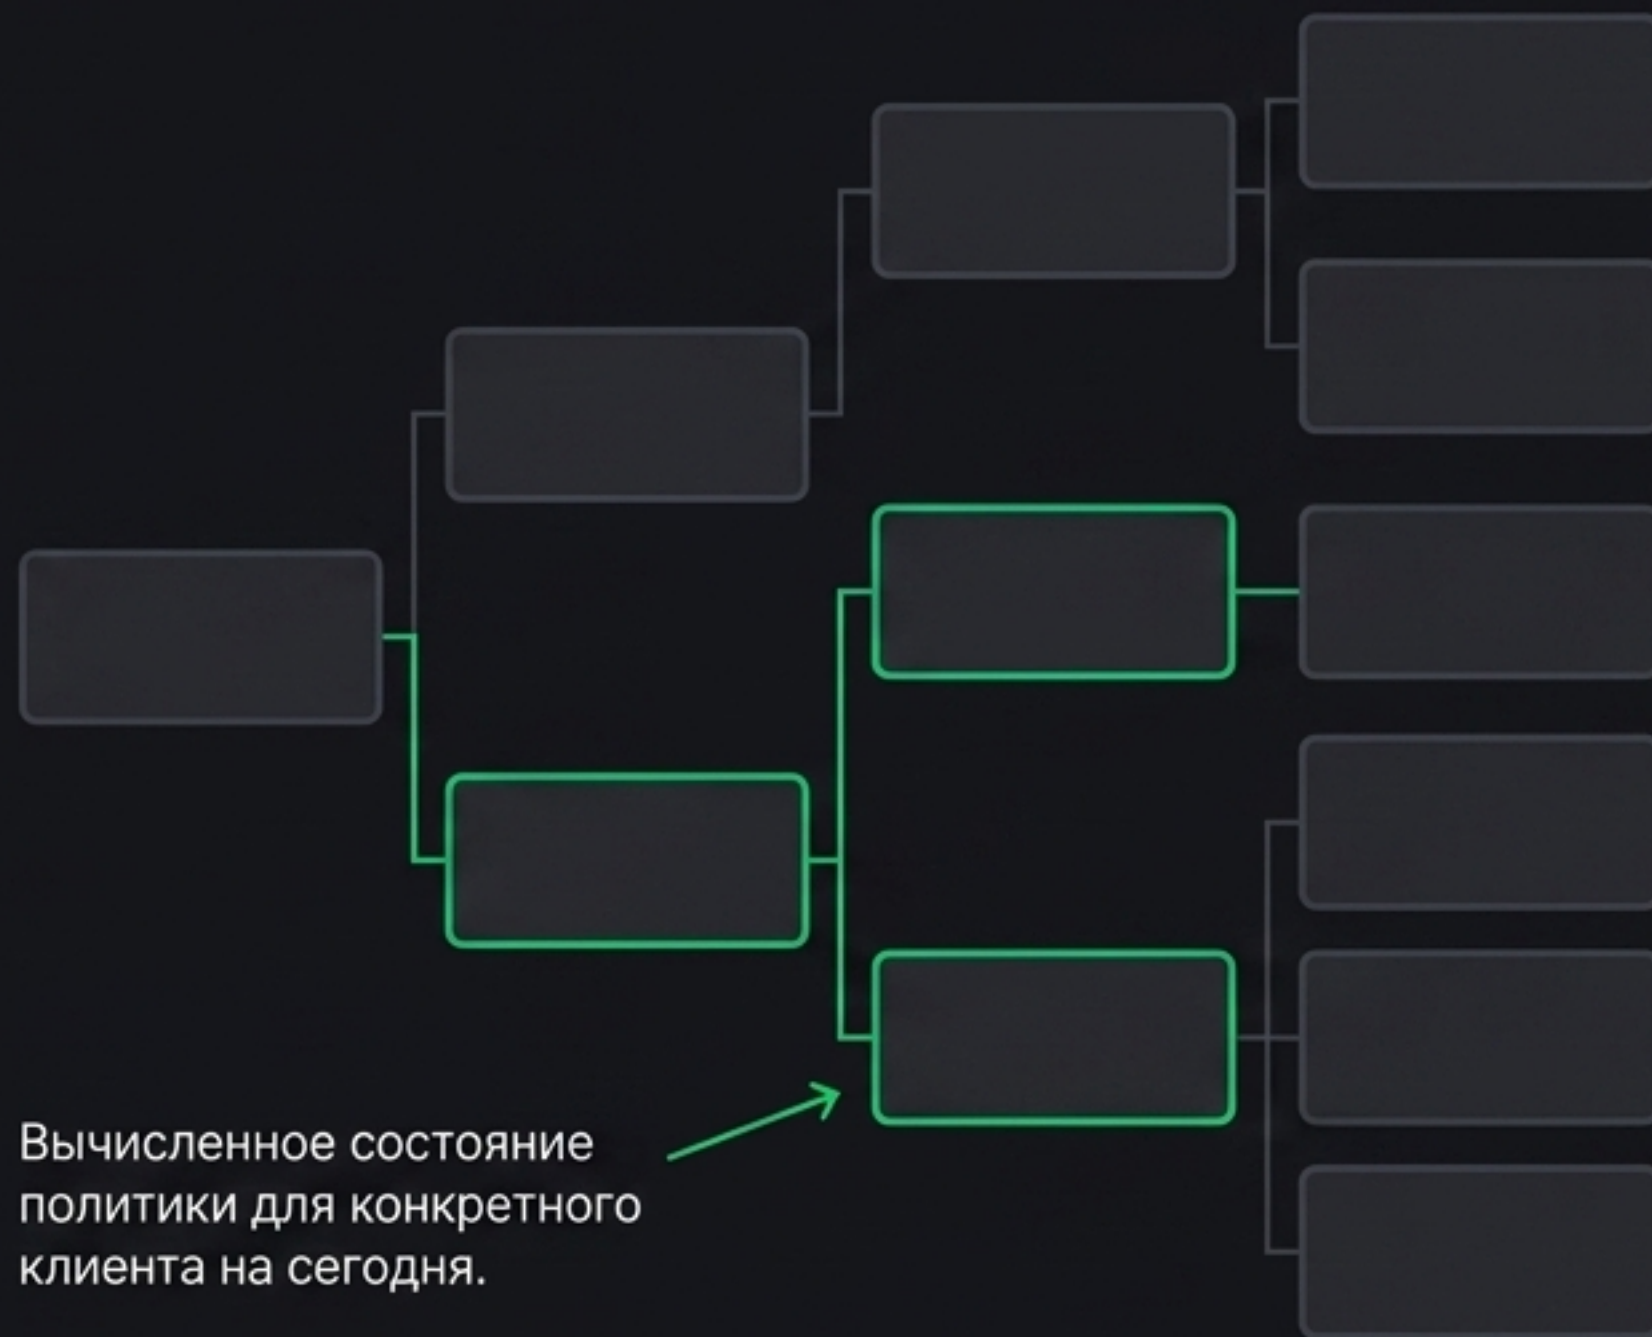 Вычисленное состояние
политики для конкретного
клиента на сегодня.